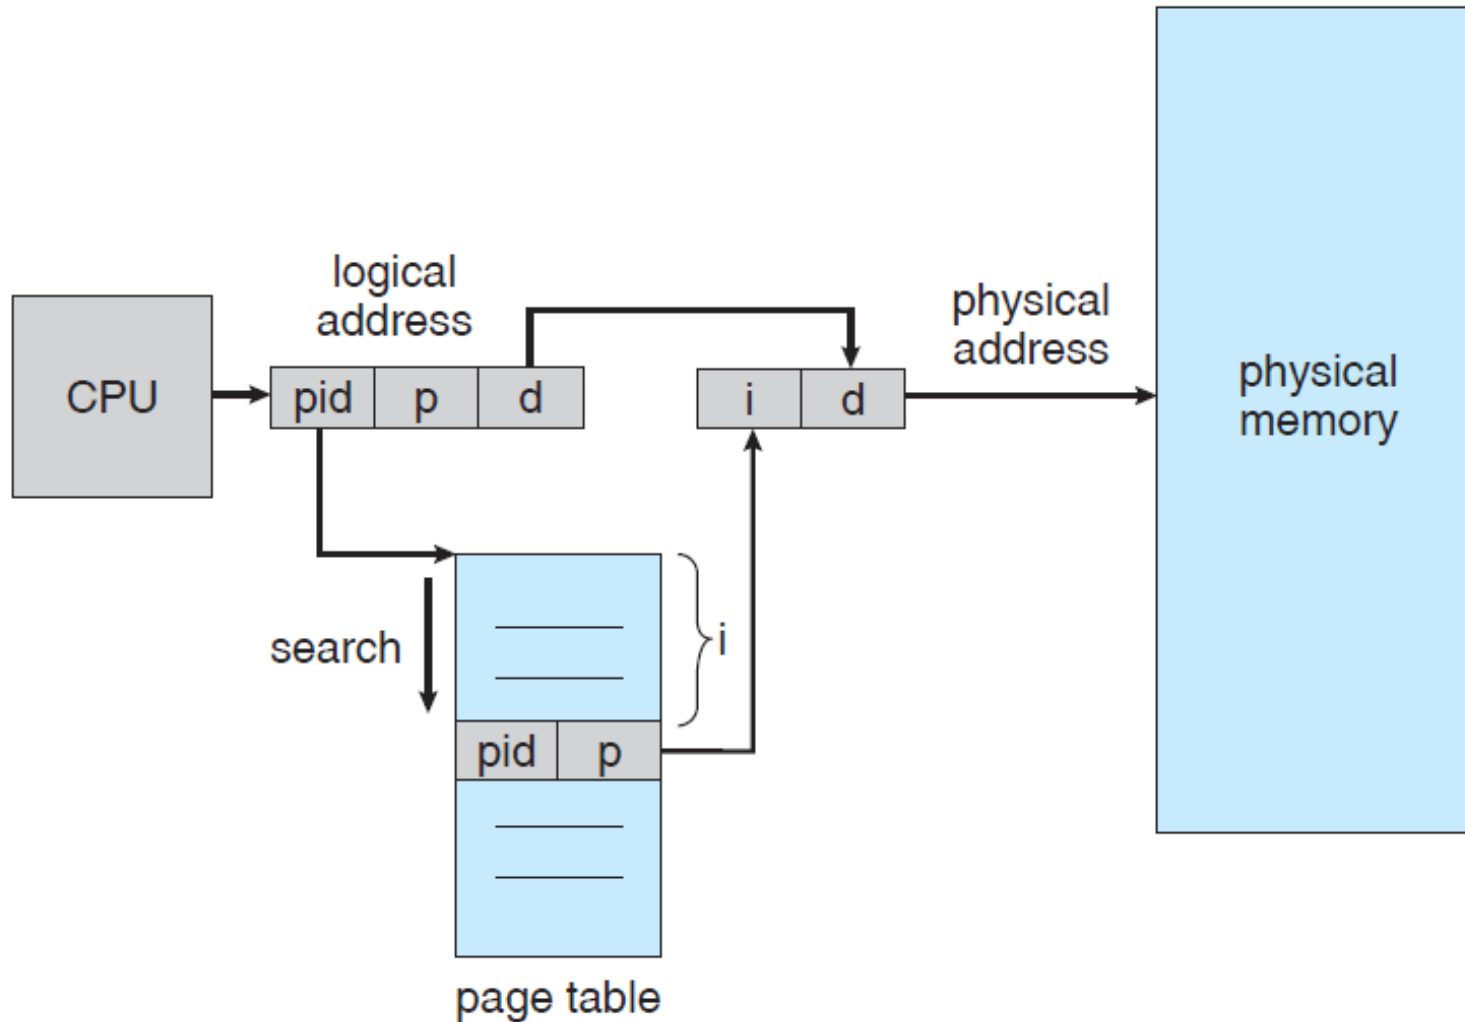 logical
address
physical
address
CPU
pid p d
i d
physical
memory
search
i
pid p
page table